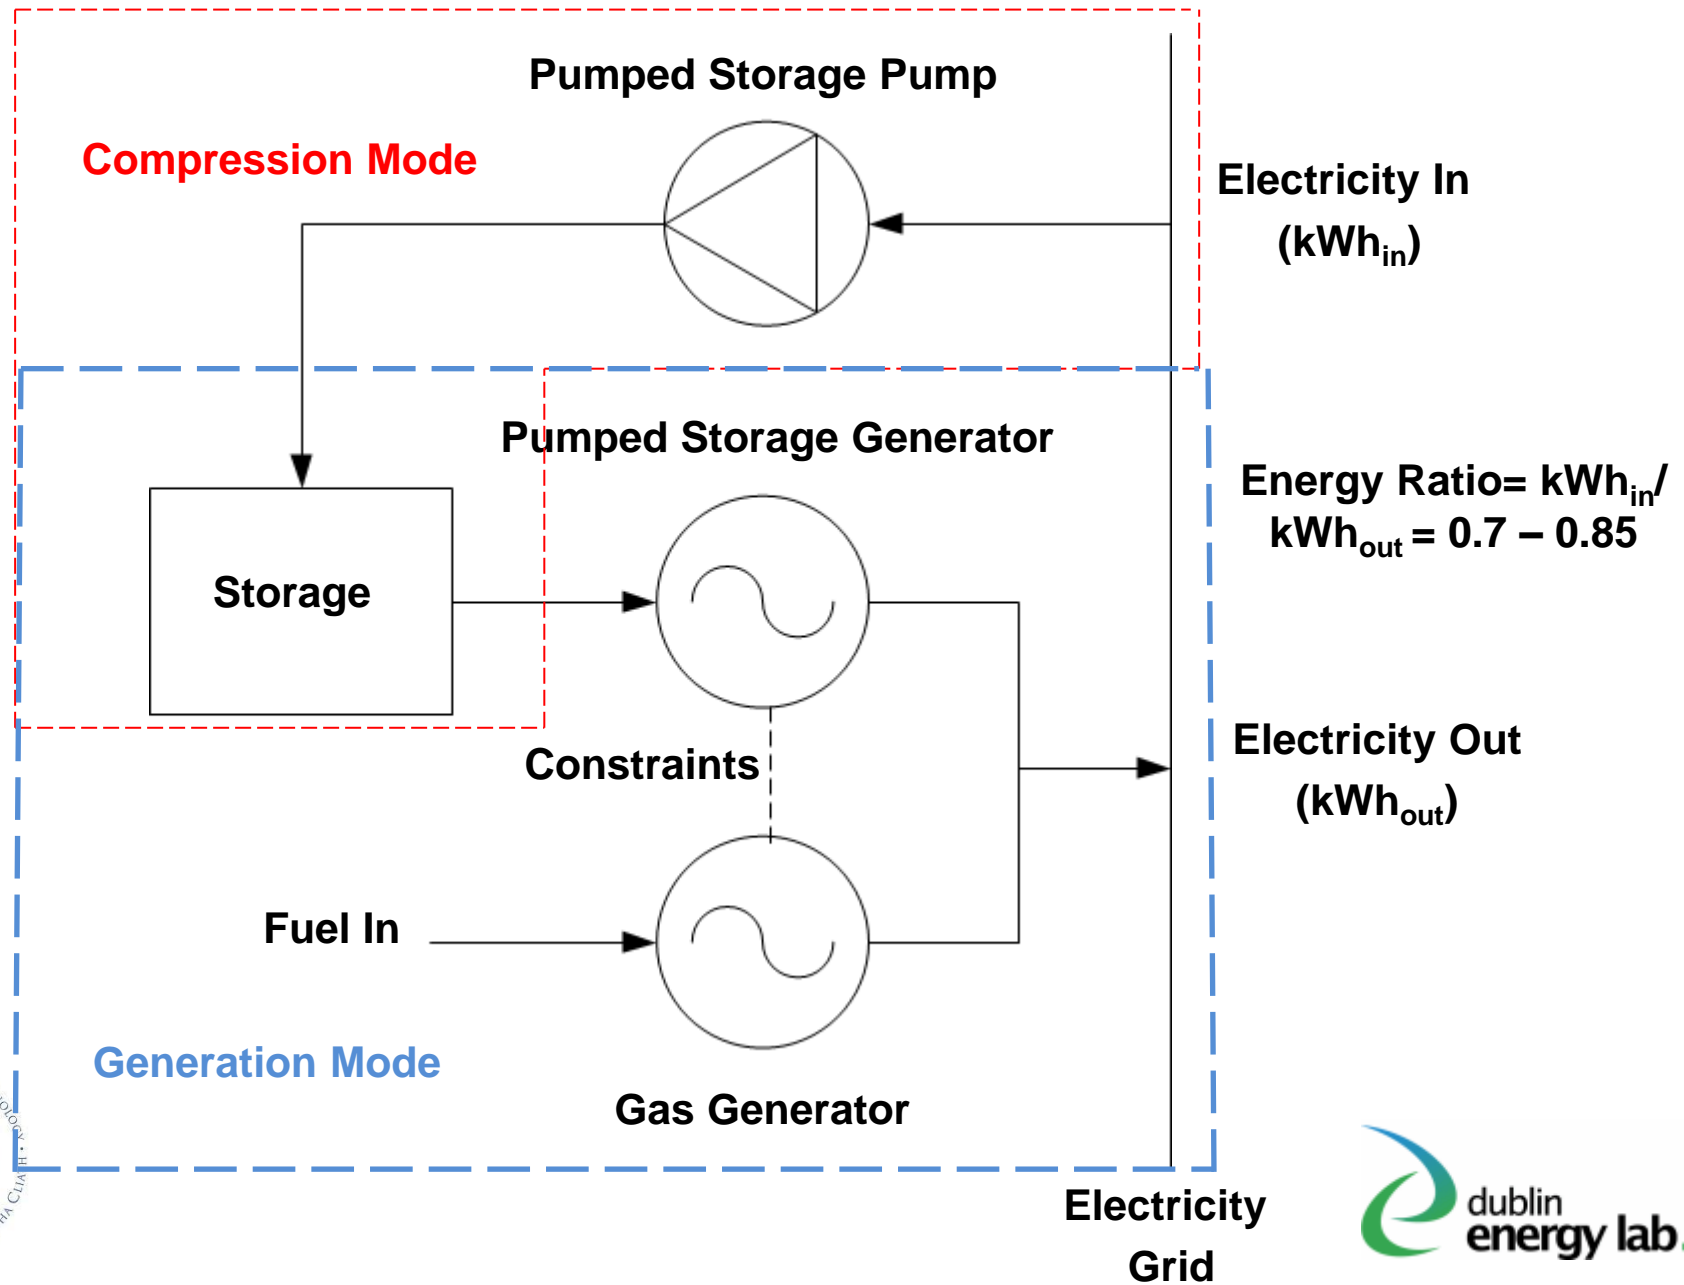 Pumped Storage Pump
Compression Mode
Electricity In
(kWhin)
Pumped Storage Generator
Energy Ratio= kWhin/
kWhout = 0.7 – 0.85
Storage
Electricity Out
(kWhout)
Constraints
Fuel In
Generation Mode
Gas Generator
Electricity
Grid
dublin
energy lab